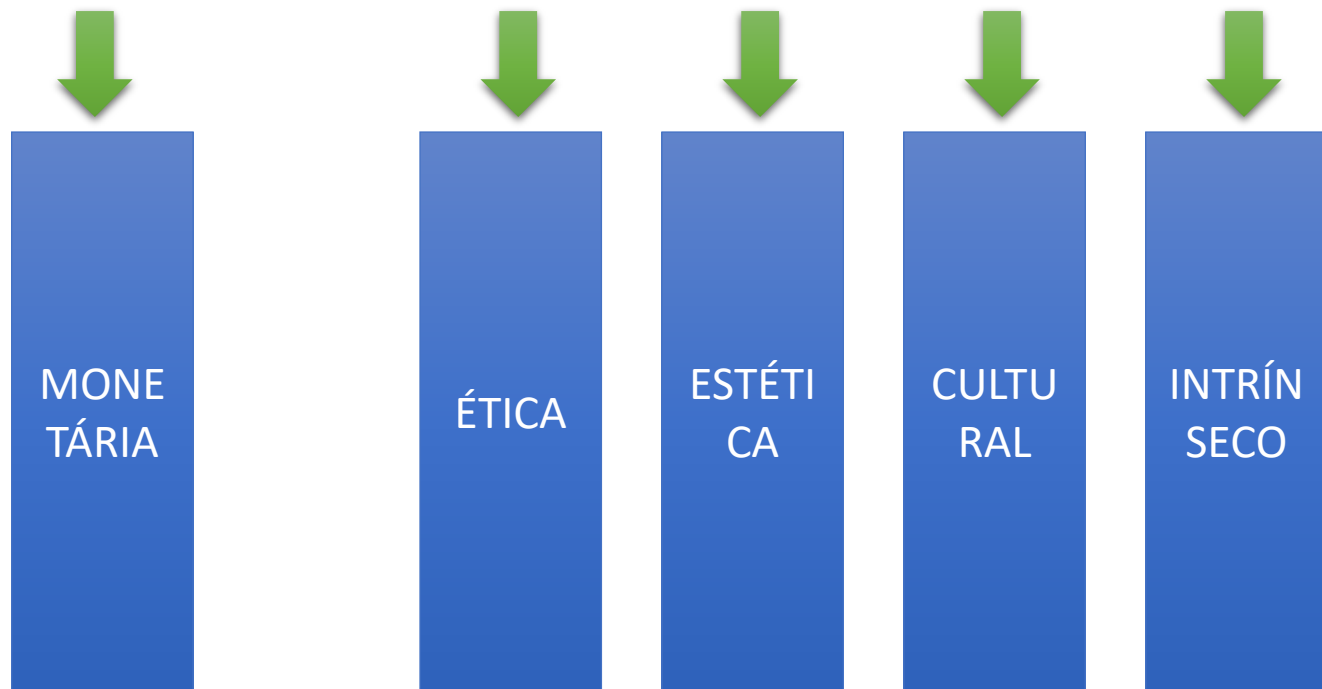 MONE
TÁRIA
ÉTICA
ESTÉTI
CA
CULTU
RAL
INTRÍN
SECO